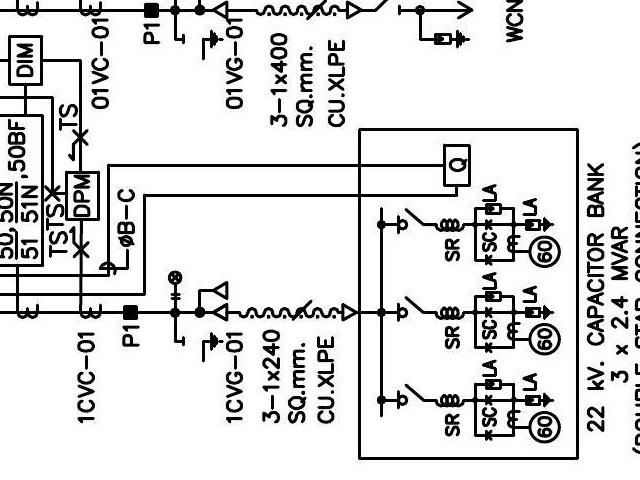 DIM
TS
01VC-01
P1
01VG-01
3-1x400
SQ.mm.
CU.XLPE
50, 50N
51 51N
,50BF
TS
TS
DPM
øB-C
Q
LA
LA
SR
SC
60
LA
LA
SR
SC
60
LA
LA
SR
SC
60
1CVC-01
P1
1CVG-01
3-1x240
SQ.mm.
CU.XLPE
22 kV. CAPACITOR BANK
3 x 2.4 MVAR